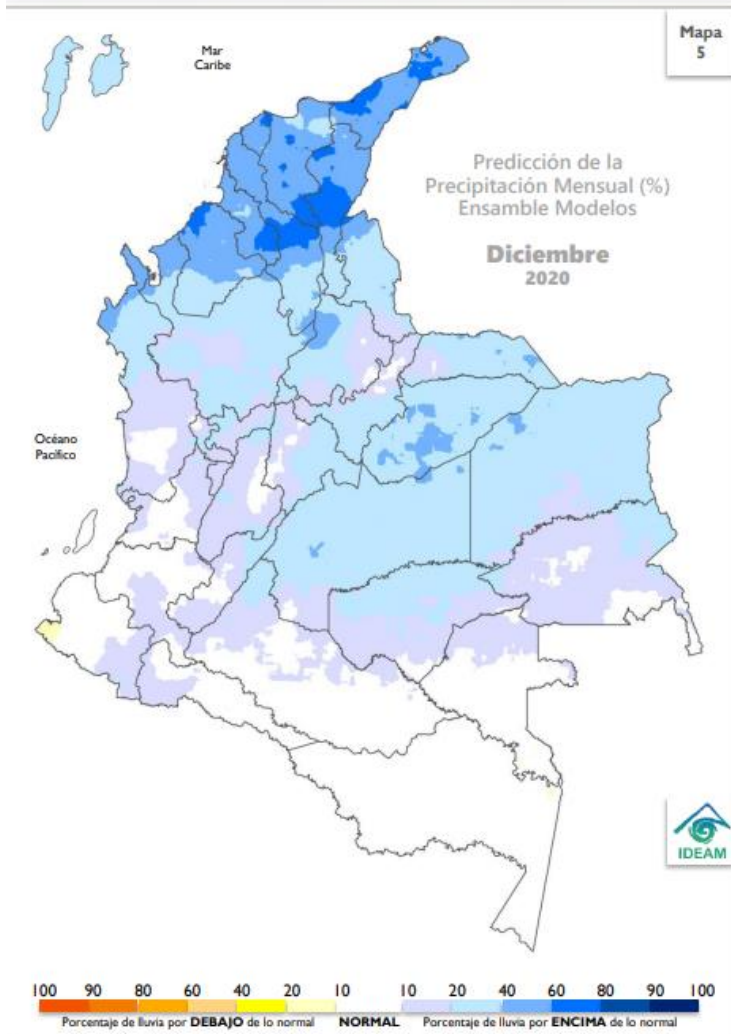 Mapa
5
Mar
Caribe
Predicción de la
Precipitación Mensual (%)
Ensamble Modelos
Diciembre
2020
Océano
Pacífico
IDEAM
100 90 80 60 40 20 10 10 20 40 60 80 90 100
Porcentaje de lluvia por DEBAJO de lo normal NORMAL Porcentaje de lluvia por ENCIMA de lo normal